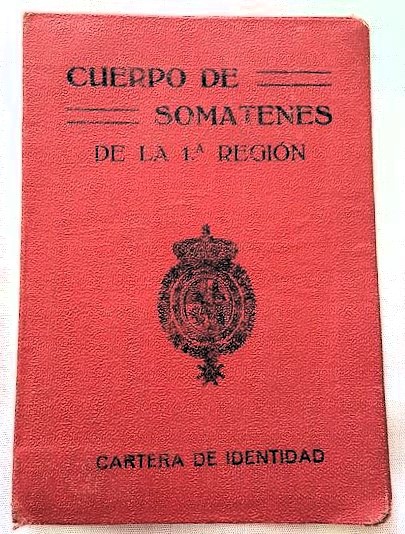 CUERPO DE
SOMATENES
DE LA 1.ª REGIÓN
CARTERA DE IDENTIDAD